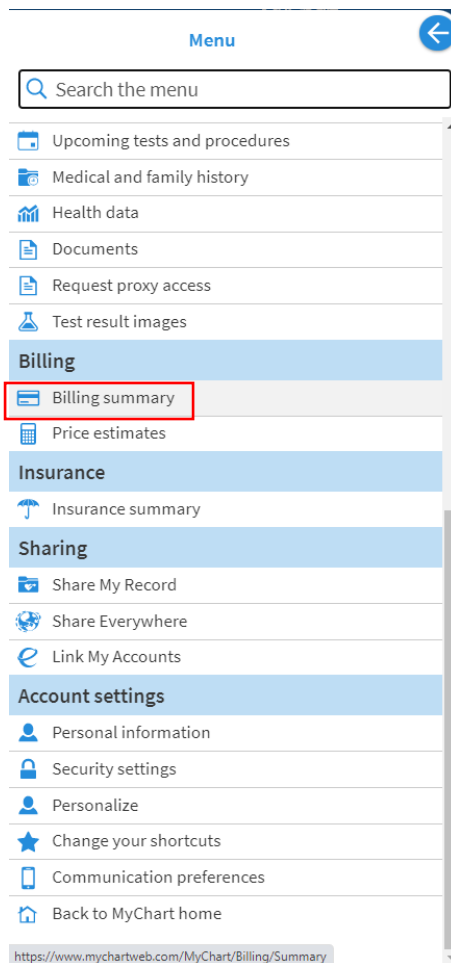 Menu
Search the menu
Upcoming tests and procedures
Medical and family history
Health data
Documents
Request proxy access
Test result images
Billing
Billing summary
Price estimates
Insurance
Insurance summary
Sharing
Share My Record
Share Everywhere
Link My Accounts
Account settings
Personal information
Security settings
Personalize
Change your shortcuts
Communication preferences
Back to MyChart home
https://www.mychartweb.com/MyChart/Billing/Summary